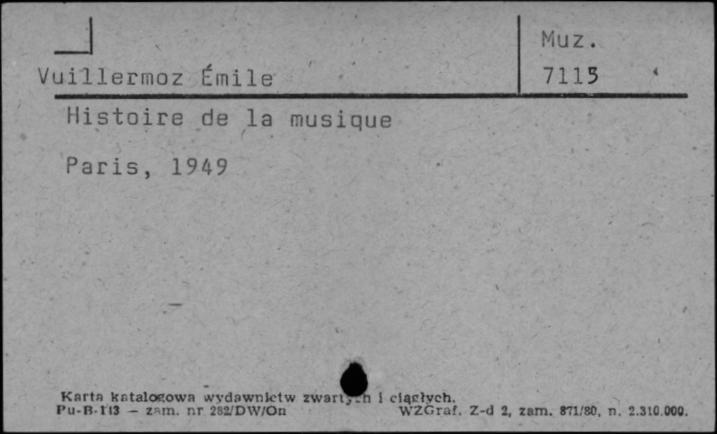 Muz.
Vuillermoz Émile 7115
Histoire de la musique
Paris, 1949
Karta katalogowa wydawnictw zwartych i ciągłych.
Pu-B-113 — zam. nr 282/DW/On WZGraf. Z-d 2, zam. 871/80, n. 2.310.000.